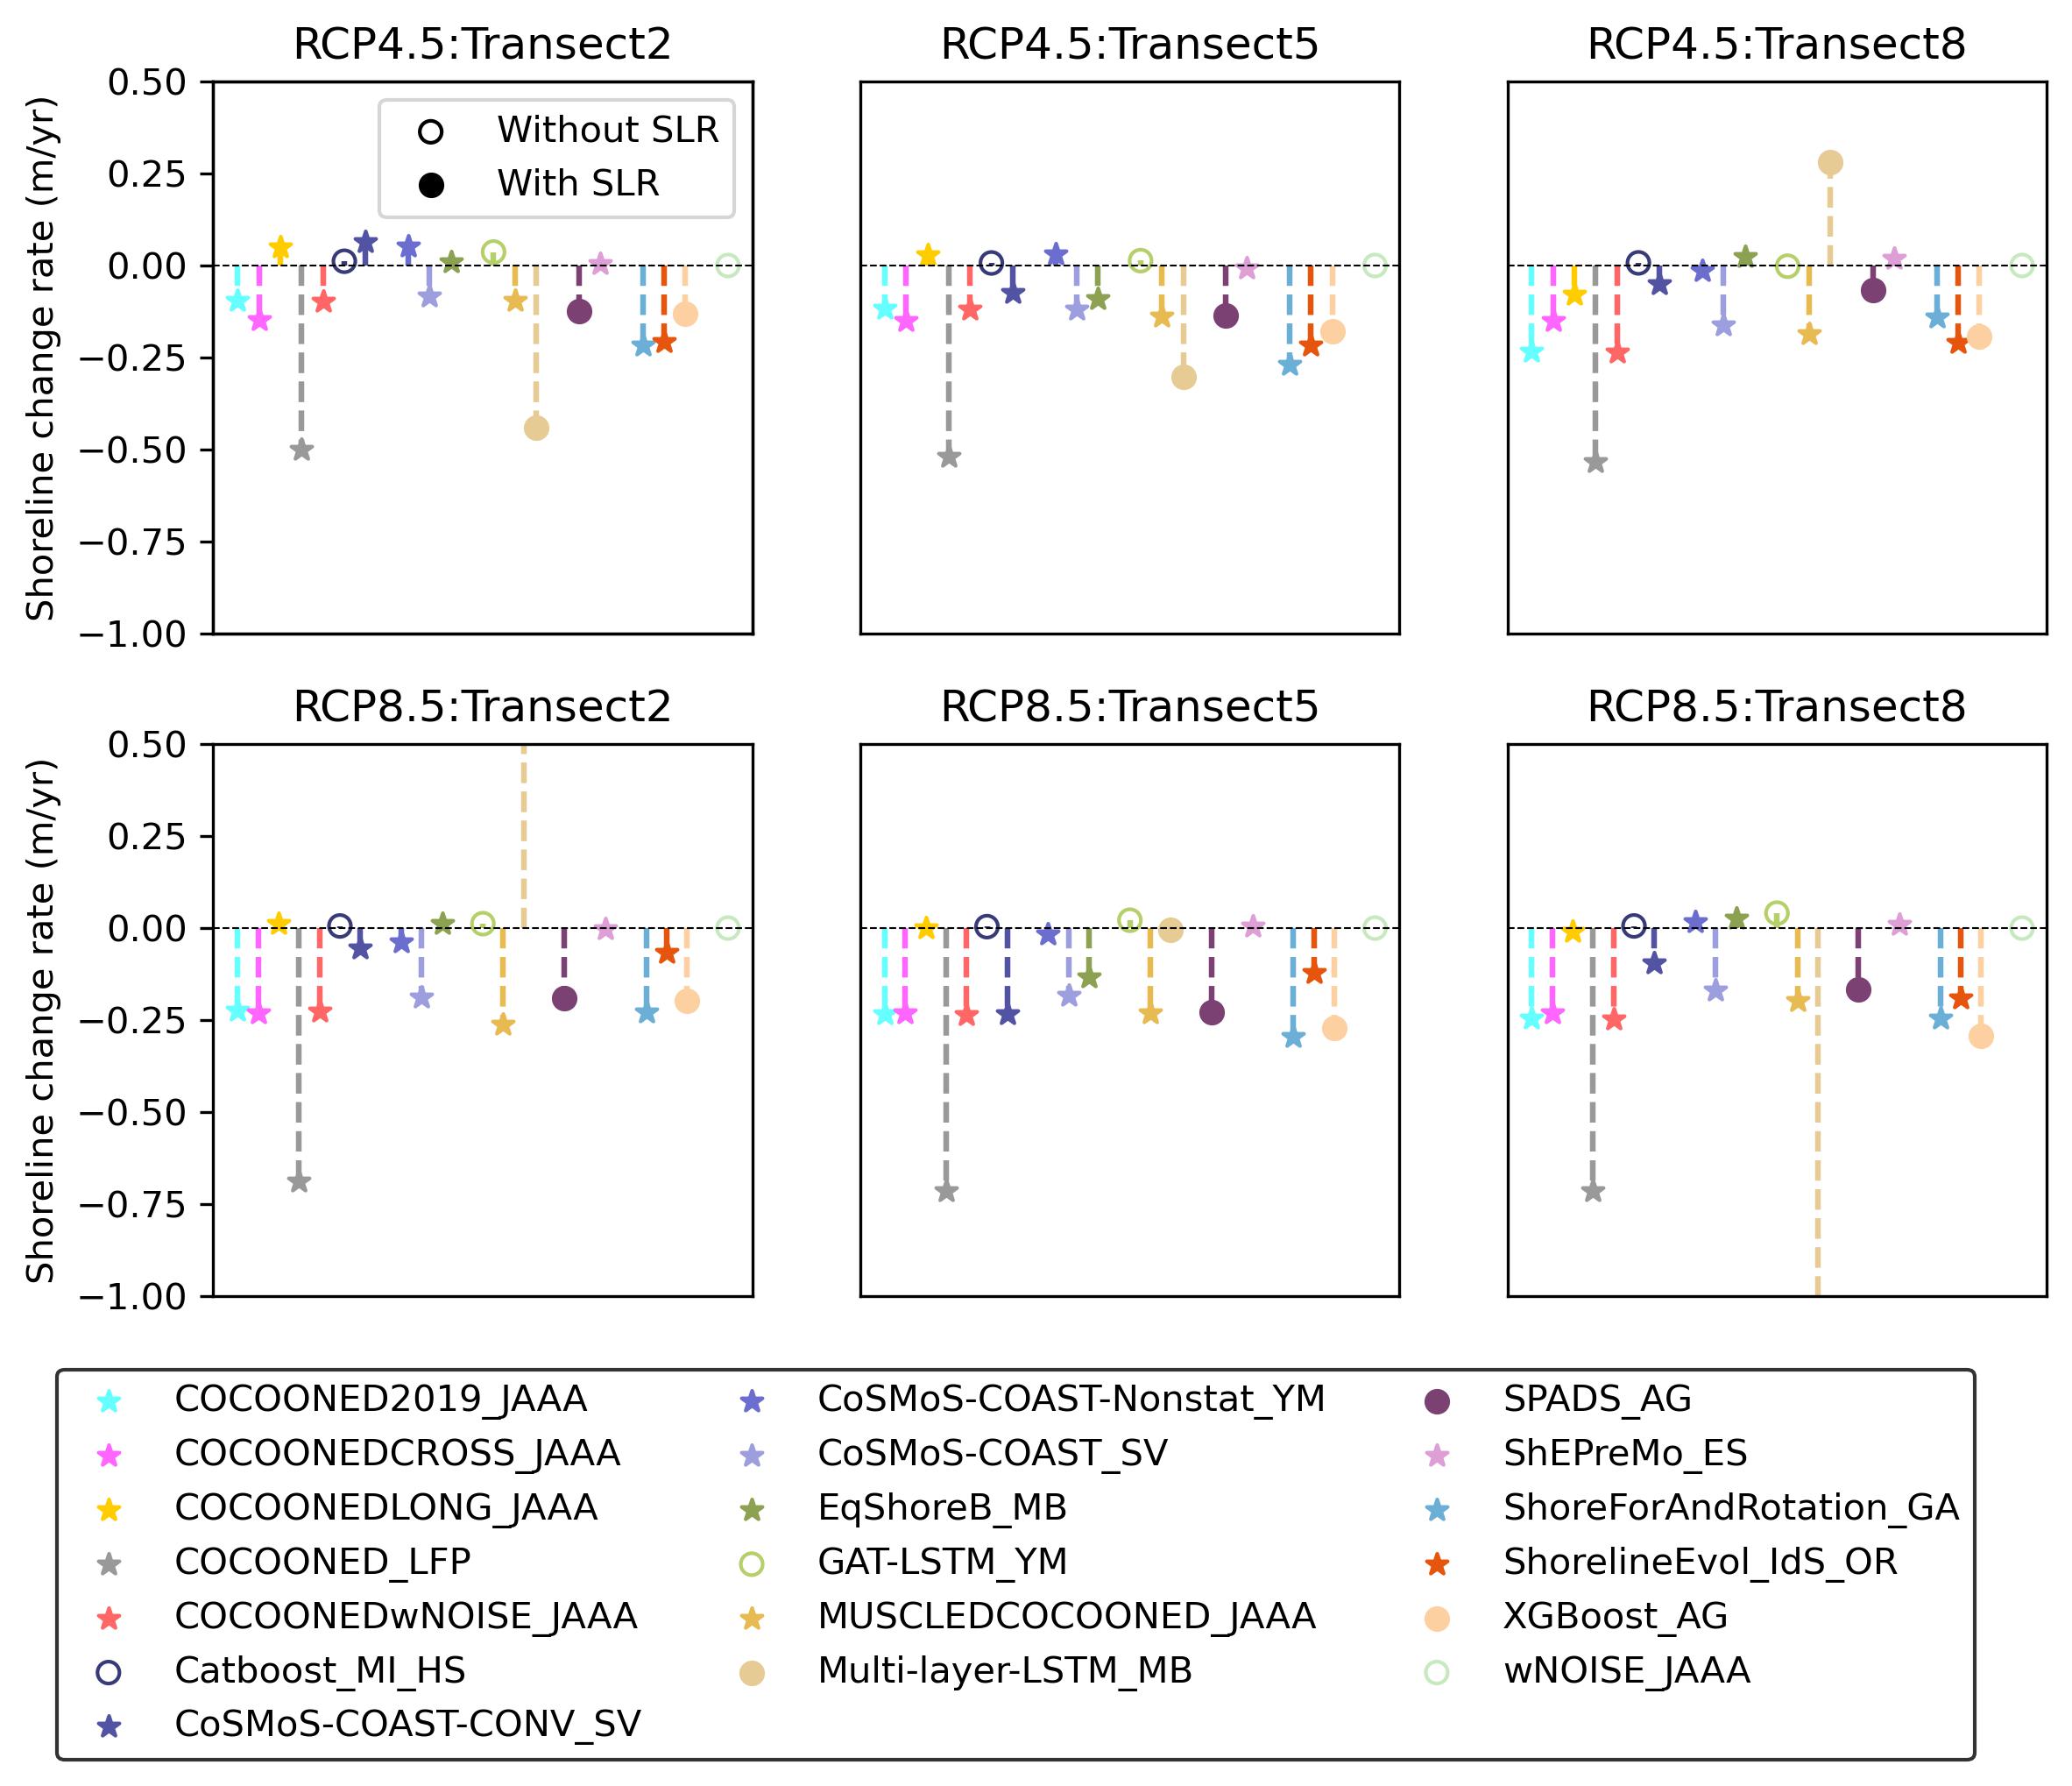 RCP4.5:Transect2
RCP4.5:Transect5
RCP4.5:Transect8
Shoreline change rate (m/yr)
0.50
0.25
0.00
−0.25
−0.50
−0.75
−1.00
Without SLR
With SLR
RCP8.5:Transect2
RCP8.5:Transect5
RCP8.5:Transect8
Shoreline change rate (m/yr)
0.50
0.25
0.00
−0.25
−0.50
−0.75
−1.00
COCOONED2019_JAAA
COCOONEDCROSS_JAAA
COCOONEDLONG_JAAA
COCOONED_LFP
COCOONEDwNOISE_JAAA
Catboost_MI_HS
CoSMoS-COAST-CONV_SV
CoSMoS-COAST-Nonstat_YM
CoSMoS-COAST_SV
EqShoreB_MB
GAT-LSTM_YM
MUSCLEDCOCOONED_JAAA
Multi-layer-LSTM_MB
SPADS_AG
ShEPreMo_ES
ShoreForAndRotation_GA
ShorelineEvol_IdS_OR
XGBoost_AG
wNOISE_JAAA